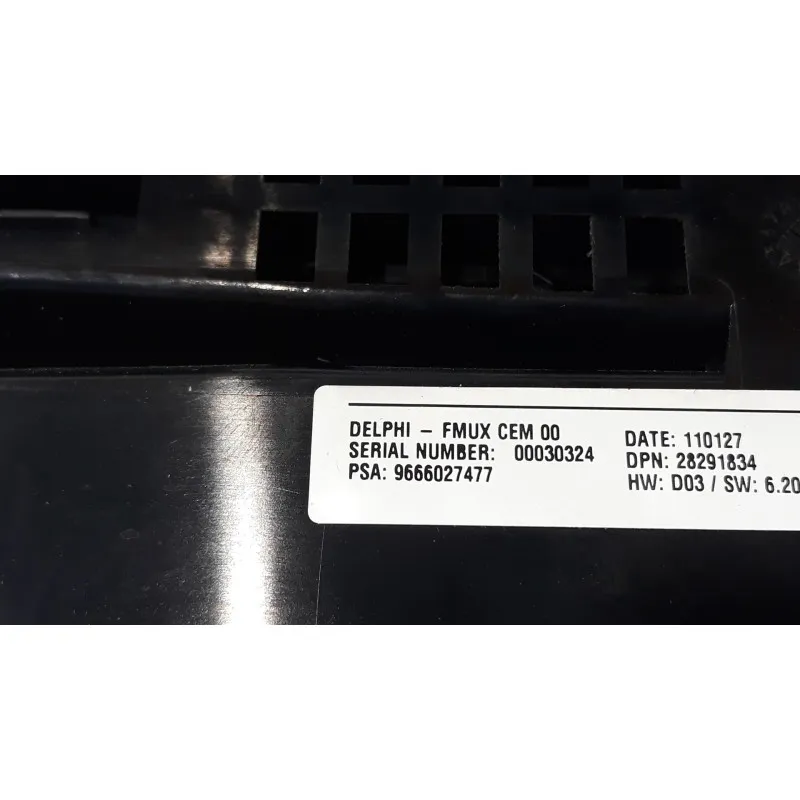 DELPHI - FMUX CEM 00
SERIAL NUMBER: 00030324
PSA: 9666027477
DATE: 110127
DPN: 28291834
HW: D03 / SW: 6.20